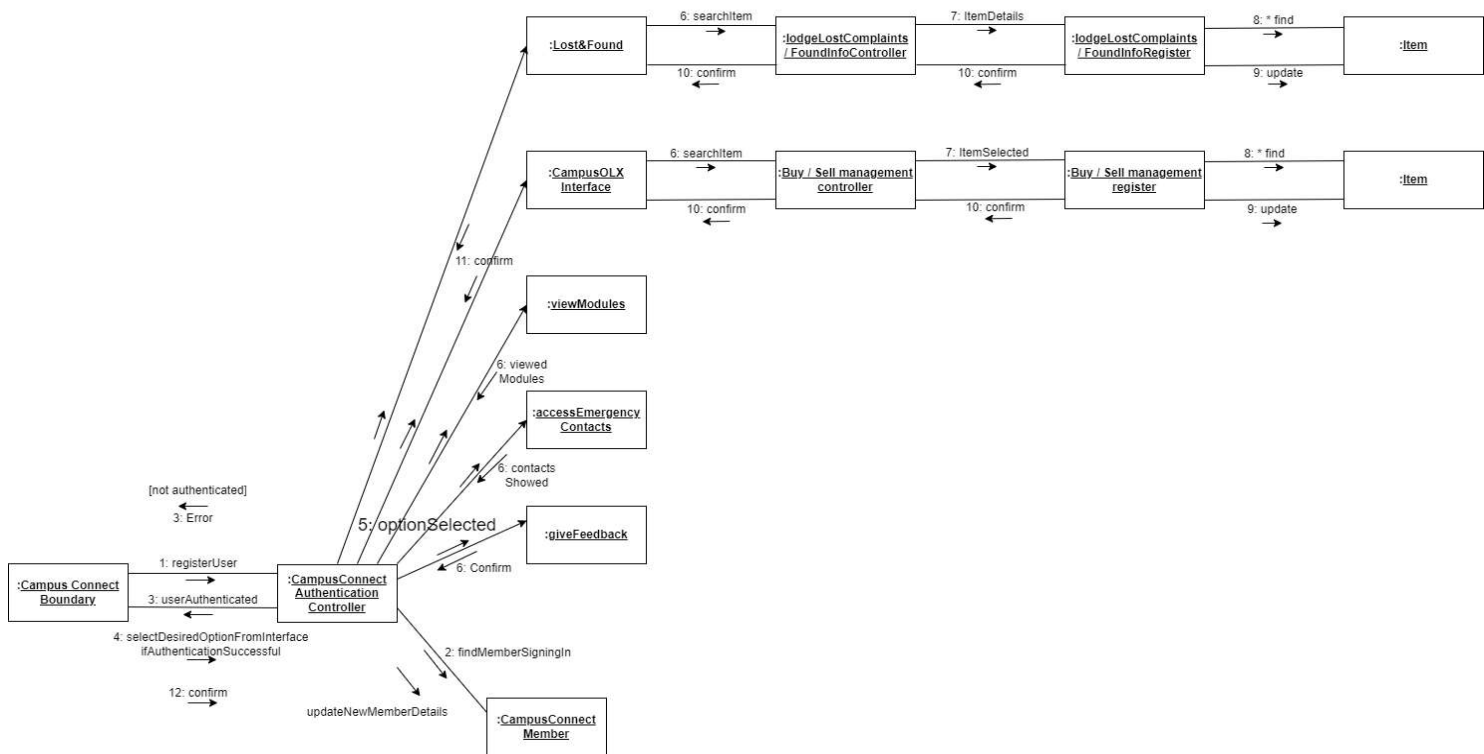 6: searchItem
7: ItemDetails
8: * find
:Lost&Found
:lodgeLostComplaints
/ FoundInfoController
:lodgeLostComplaints
/ FoundInfoRegister
:Item
10: confirm
10: confirm
9: update
6: searchItem
7: ItemSelected
8: * find
:CampusOLX
Interface
:Buy / Sell management
controller
:Buy / Sell management
register
:Item
10: confirm
10: confirm
9: update
11: confirm
:viewModules
6: viewed
Modules
:accessEmergency
Contacts
6: contacts
Showed
[not authenticated]
3: Error
5: optionSelected
:giveFeedback
6: Confirm
1: registerUser
:Campus Connect
Boundary
:CampusConnect
Authentication
Controller
3: userAuthenticated
4: selectDesiredOptionFromInterface
ifAuthenticationSuccessful
2: findMemberSigningIn
12: confirm
updateNewMemberDetails
:CampusConnect
Member